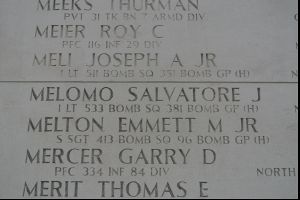 MEEKS THURMAN
PVT 31 TK BN 7 ARMD DIV
MEIER ROY C
PFC 116 INF 29 DIV
MELI JOSEPH A JR
1 LT 511 BOMB SQ 351 BOMB GP (H)
MELOMO SALVATORE J
1 LT 533 BOMB SQ 381 BOMB GP (H)
MELTON EMMETT M JR
S SGT 413 BOMB SQ 96 BOMB GP (H)
MERCER GARRY D
PFC 334 INF 84 DIV NORTH
MERIT THOMAS E